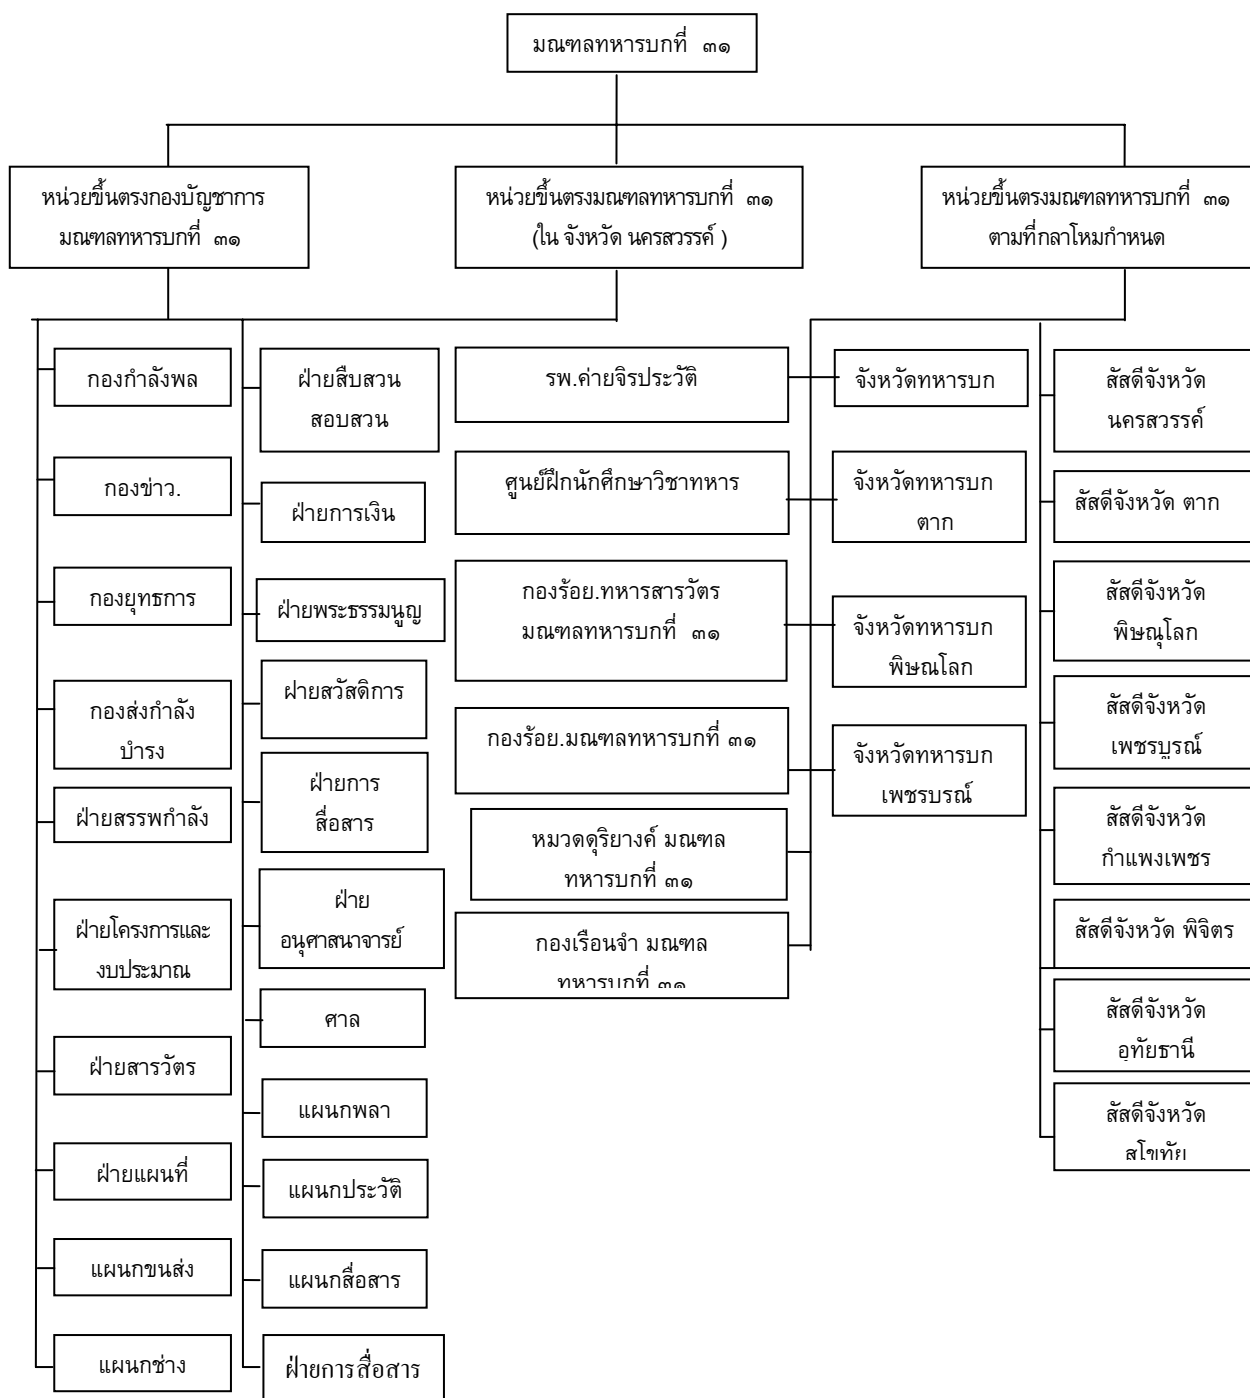 มณฑลทหารบกที่ ๓๑
หน่วยขึ้นตรงกองบัญชาการ
มณฑลทหารบกที่ ๓๑
หน่วยขึ้นตรงมณฑลทหารบกที่ ๓๑
(ใน จังหวัด นครสวรรค์ )
หน่วยขึ้นตรงมณฑลทหารบกที่ ๓๑
ตามที่กลาโหมกำหนด
กองกำลังพล
กองข่าว.
กองยุทธการ
กองส่งกำลัง
บำรง
ฝ่ายสรรพกำลัง
ฝ่ายโครงการและ
งบประมาณ
ฝ่ายสารวัตร
ฝ่ายแผนที่
แผนกขนส่ง
แผนกช่าง
ฝ่ายสืบสวน
สอบสวน
ฝ่ายการเงิน
ฝ่ายพระธรรมนูญ
ฝ่ายสวัสดิการ
ฝ่ายการ
สื่อสาร
ฝ่าย
อนุศาสนาจารย์
ศาล
แผนกพลา
แผนกประวัติ
แผนกสื่อสาร
ฝ่ายการสื่อสาร
รพ.ค่ายจิรประวัติ
ศูนย์ฝึกนักศึกษาวิชาทหาร
กองร้อย.ทหารสารวัตร
มณฑลทหารบกที่ ๓๑
กองร้อย.มณฑลทหารบกที่ ๓๑
หมวดดุริยางค์ มณฑล
ทหารบกที่ ๓๑
กองเรือนจำ มณฑล
ทหารบกที่ ๓๑
จังหวัดทหารบก
จังหวัดทหารบก
ตาก
จังหวัดทหารบก
พิษณโลก
จังหวัดทหารบก
เพชรบรณ์
สัสดีจังหวัด
นครสวรรค์
สัสดีจังหวัด ตาก
สัสดีจังหวัด
พิษณุโลก
สัสดีจังหวัด
เพชรบูรณ์
สัสดีจังหวัด
กำแพงเพชร
สัสดีจังหวัด พิจิตร
สัสดีจังหวัด
อุทัยธานี
สัสดีจังหวัด
สุโขทัย